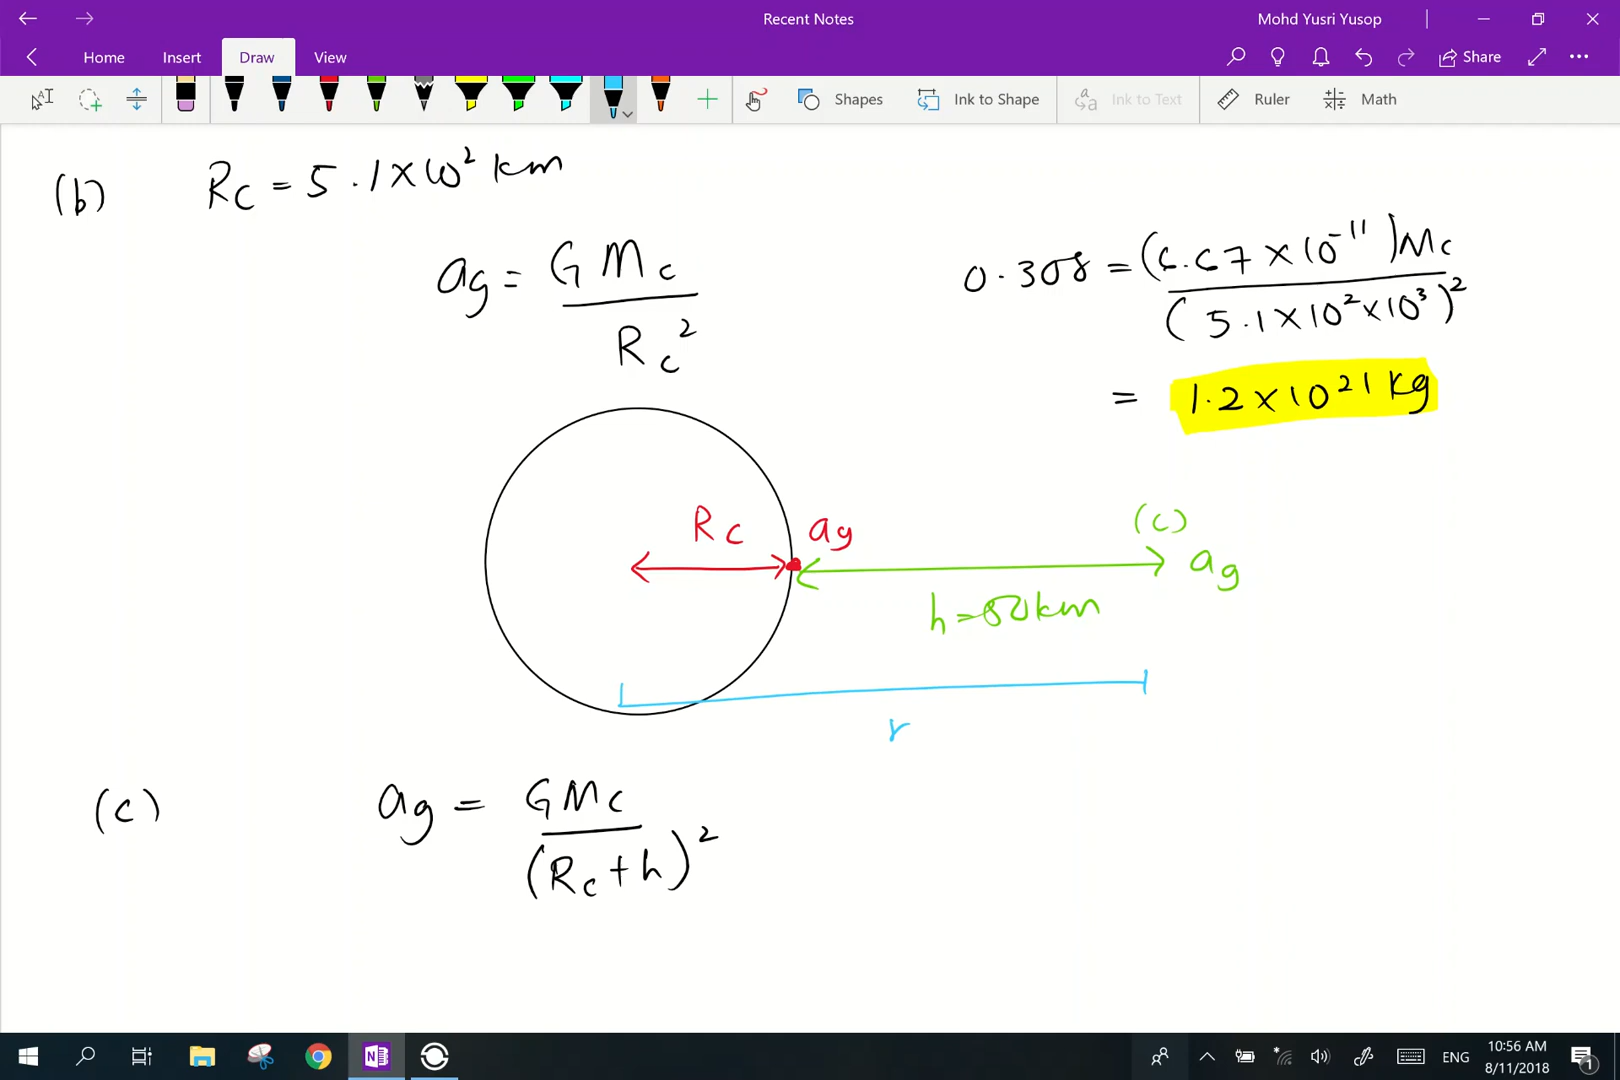 Recent Notes
Mohd Yusri Yusop
Home Insert Draw View
Share
Shapes Ink to Shape Ink to Text Ruler Math
(b) Rc = 5.1×10² km
ag = GMc / Rc²
0.308 = (6.67×10⁻¹¹)Mc / (5.1×10²×10³)²
= 1.2×10²¹ kg
Rc ag
(c)
ag
h=80km
r
(c) ag = GMc / (Rc+h)²
ENG
10:56 AM
8/11/2018
1